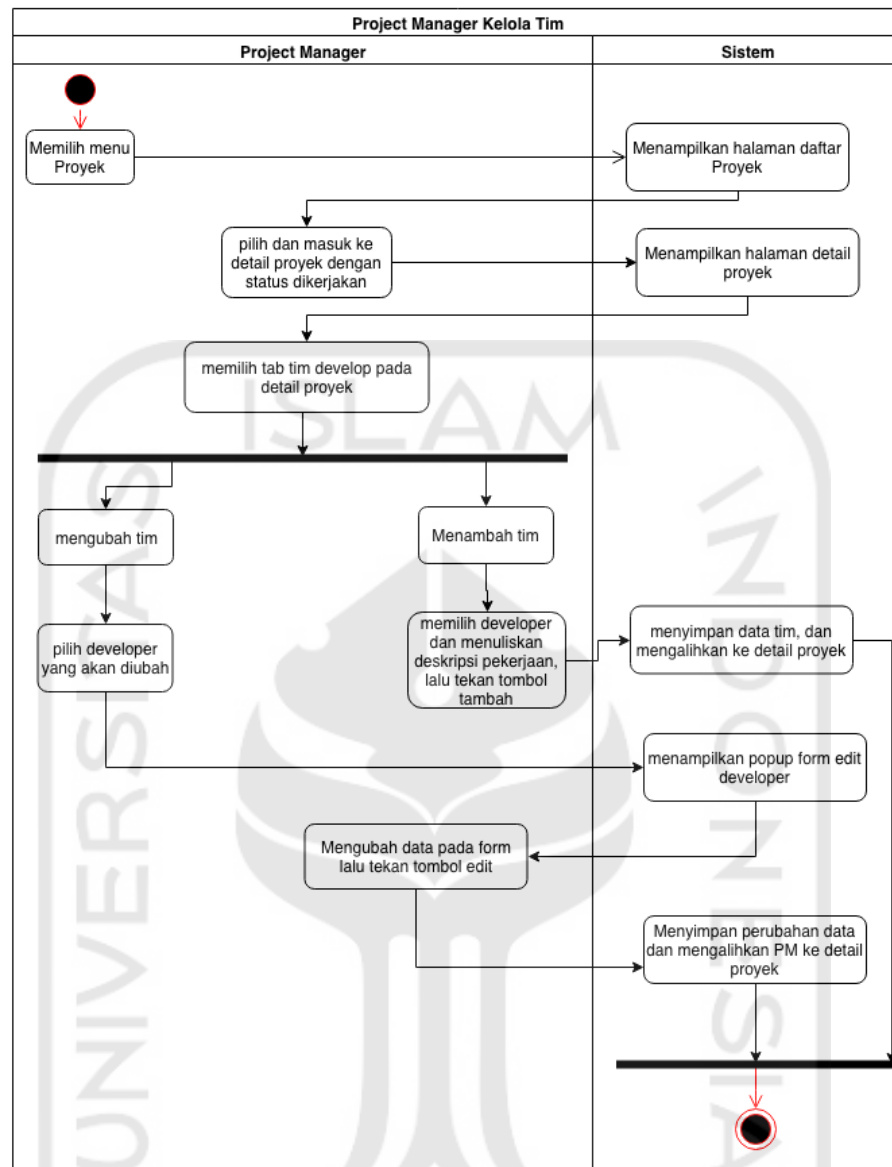 Project Manager Kelola Tim
Project Manager
Sistem
Memilih menu
Proyek
Menampilkan halaman daftar
Proyek
pilih dan masuk ke
detail proyek dengan
status dikerjakan
Menampilkan halaman detail
proyek
memilih tab tim develop pada
detail proyek
mengubah tim
Menambah tim
pilih developer
yang akan diubah
memilih developer
dan menuliskan
deskripsi pekerjaan,
lalu tekan tombol
tambah
menyimpan data tim, dan
mengalihkan ke detail proyek
menampilkan popup form edit
developer
Mengubah data pada form
lalu tekan tombol edit
Menyimpan perubahan data
dan mengalihkan PM ke detail
proyek
UNIVERSITAS
ISLAM
INDONESIA